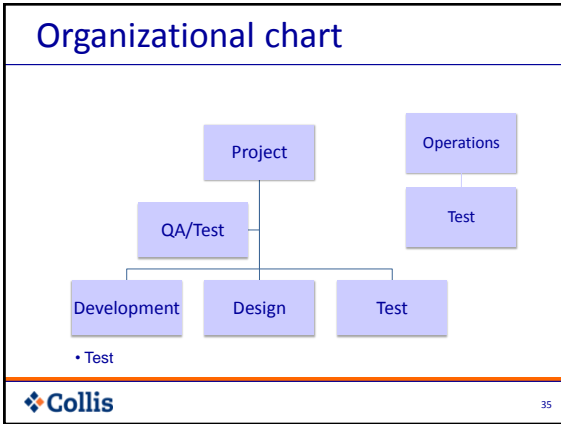 Organizational chart
Project
Operations
QA/Test
Test
Development
Design
Test
• Test
Collis
35